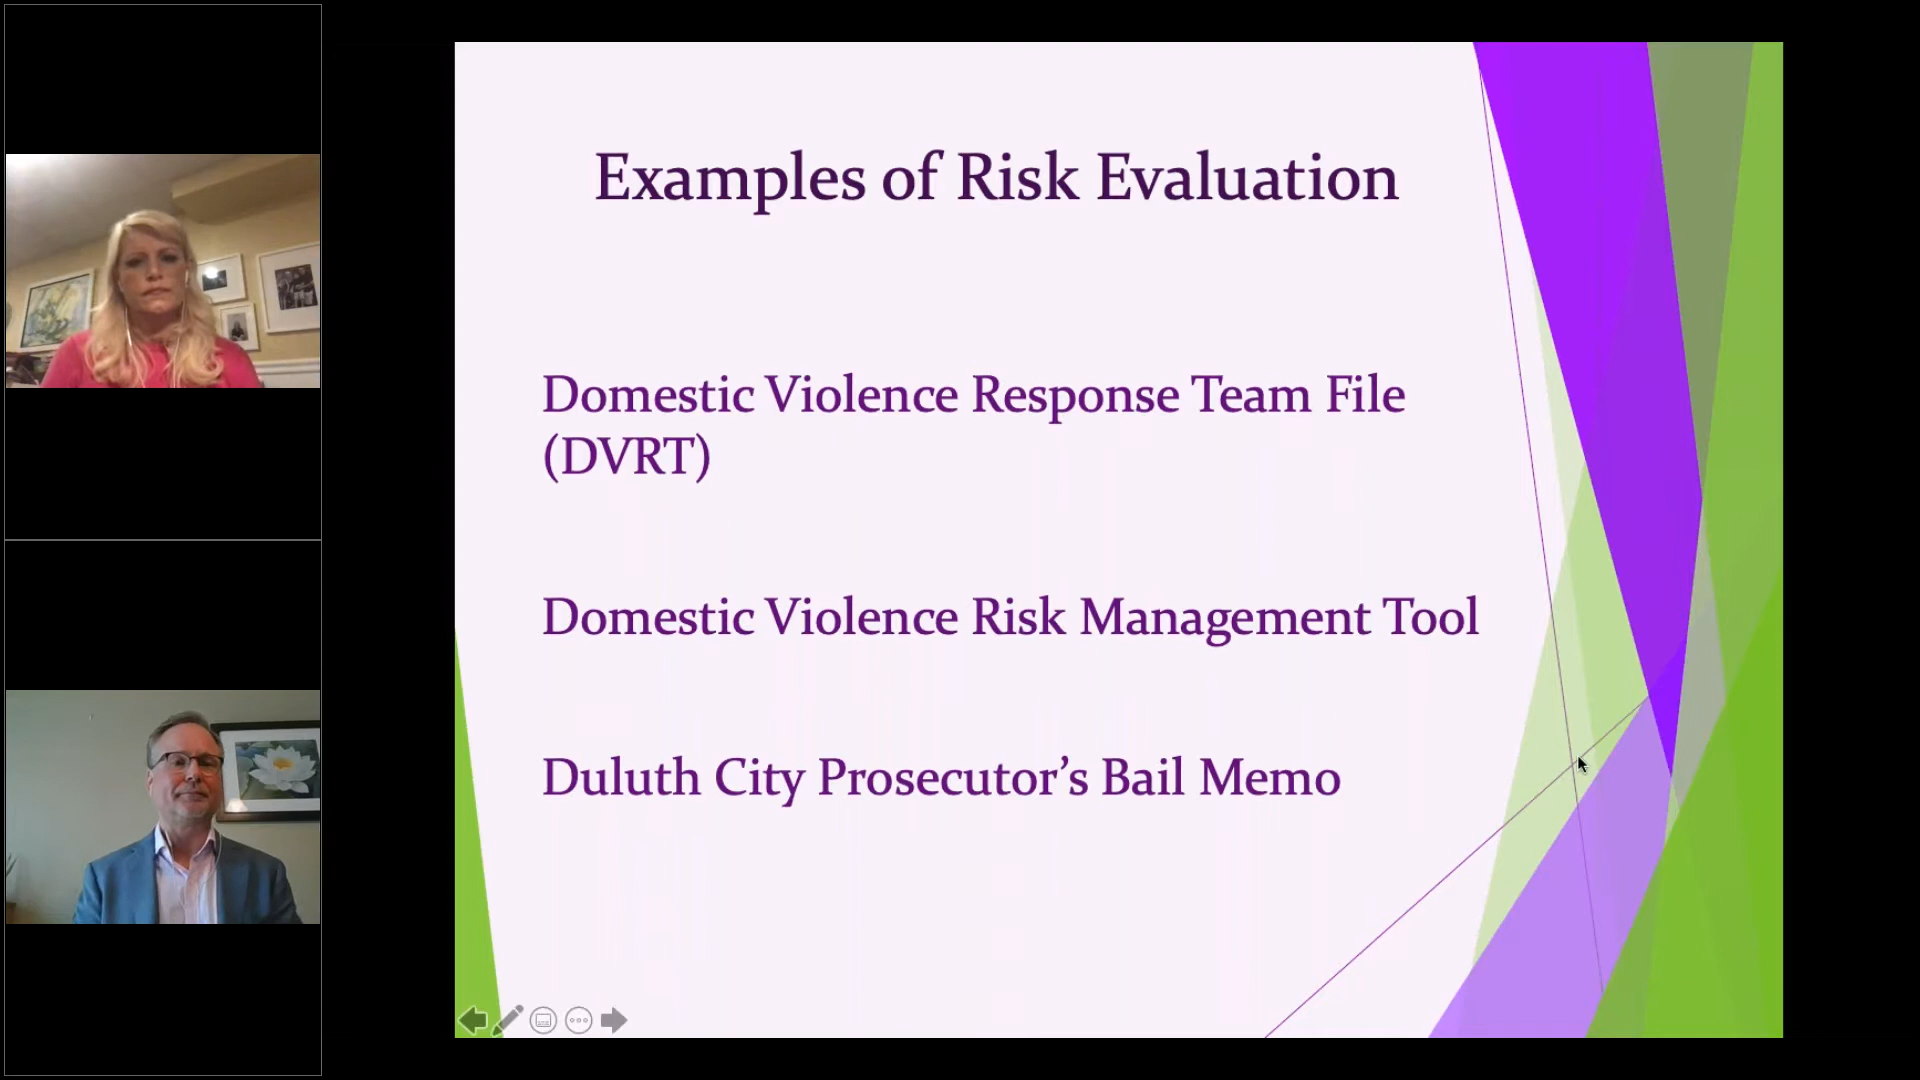 Examples of Risk Evaluation
Domestic Violence Response Team File
(DVRT)
Domestic Violence Risk Management Tool
Duluth City Prosecutor’s Bail Memo